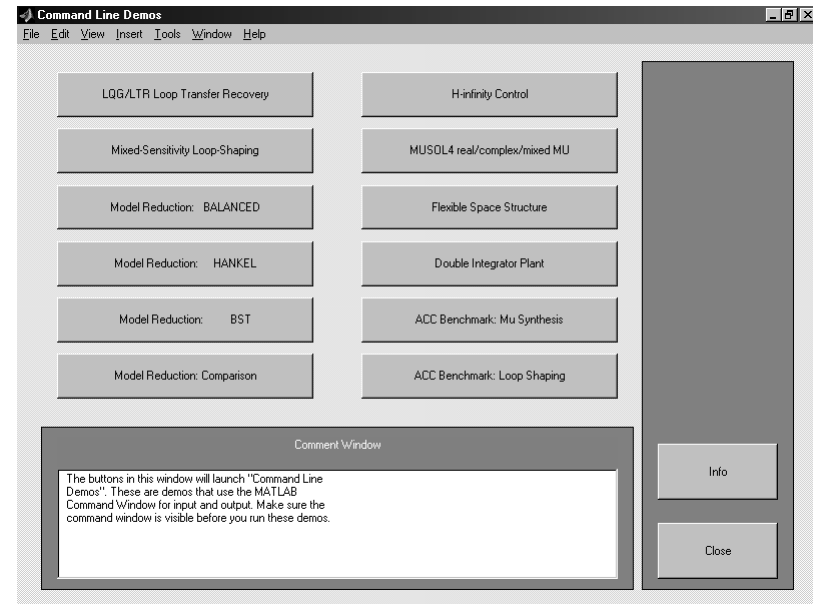 Command Line Demos
File Edit View Insert Tools Window Help
LQG/LTR Loop Transfer Recovery
H-infinity Control
Mixed-Sensitivity Loop-Shaping
MUSOL4 real/complex/mixed MU
Model Reduction: BALANCED
Flexible Space Structure
Model Reduction: HANKEL
Double Integrator Plant
Model Reduction: BST
ACC Benchmark: Mu Synthesis
Model Reduction: Comparison
ACC Benchmark: Loop Shaping
Comment Window
The buttons in this window will launch "Command Line
Demos". These are demos that use the MATLAB
Command Window for input and output. Make sure the
command window is visible before you run these demos.
Info
Close